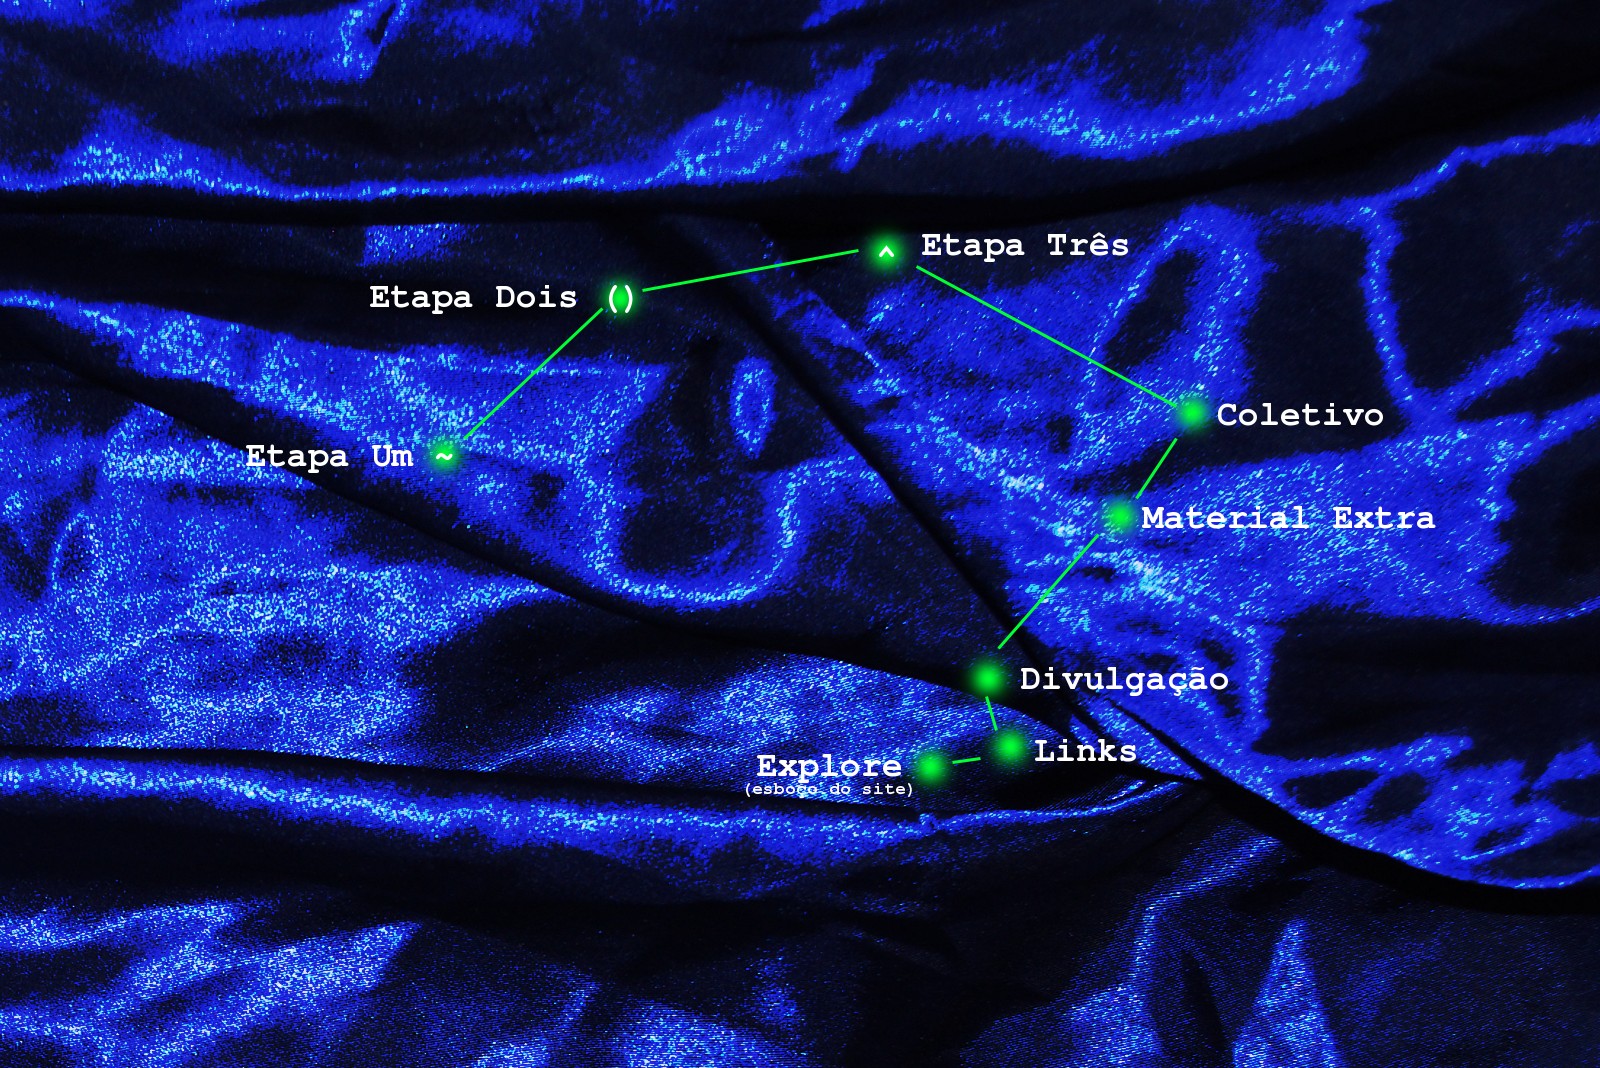 ^ Etapa Três
Etapa Dois ()
Coletivo
Etapa Um ~
Material Extra
Divulgação
Links
Explore
(esboço do site)